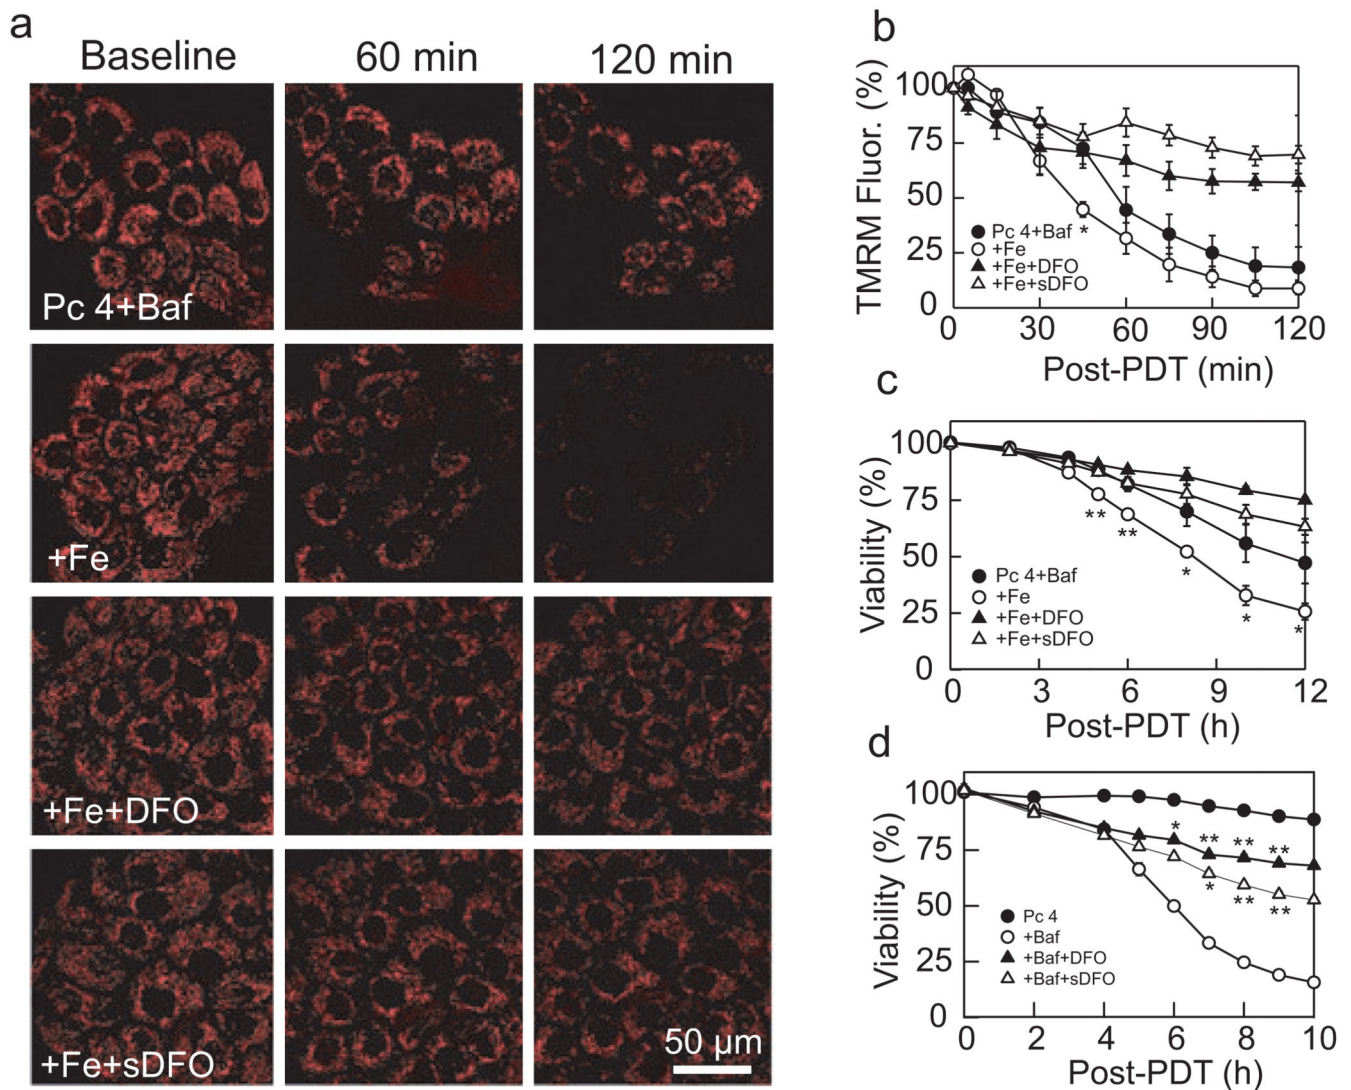 a
Baseline
60 min
120 min
Pc 4+Baf
+Fe
+Fe+DFO
+Fe+sDFO
50 µm
b
TMRM Fluor. (%)
100
75
50
25
0
*
Pc 4+Baf
+Fe
+Fe+DFO
+Fe+sDFO
0 30 60 90 120
Post-PDT (min)
c
Viability (%)
100
75
50
25
0
** ** * * *
Pc 4+Baf
+Fe
+Fe+DFO
+Fe+sDFO
0 3 6 9 12
Post-PDT (h)
d
Viability (%)
100
75
50
25
0
* ** ** **
* ** **
Pc 4
+Baf
+Baf+DFO
+Baf+sDFO
0 2 4 6 8 10
Post-PDT (h)